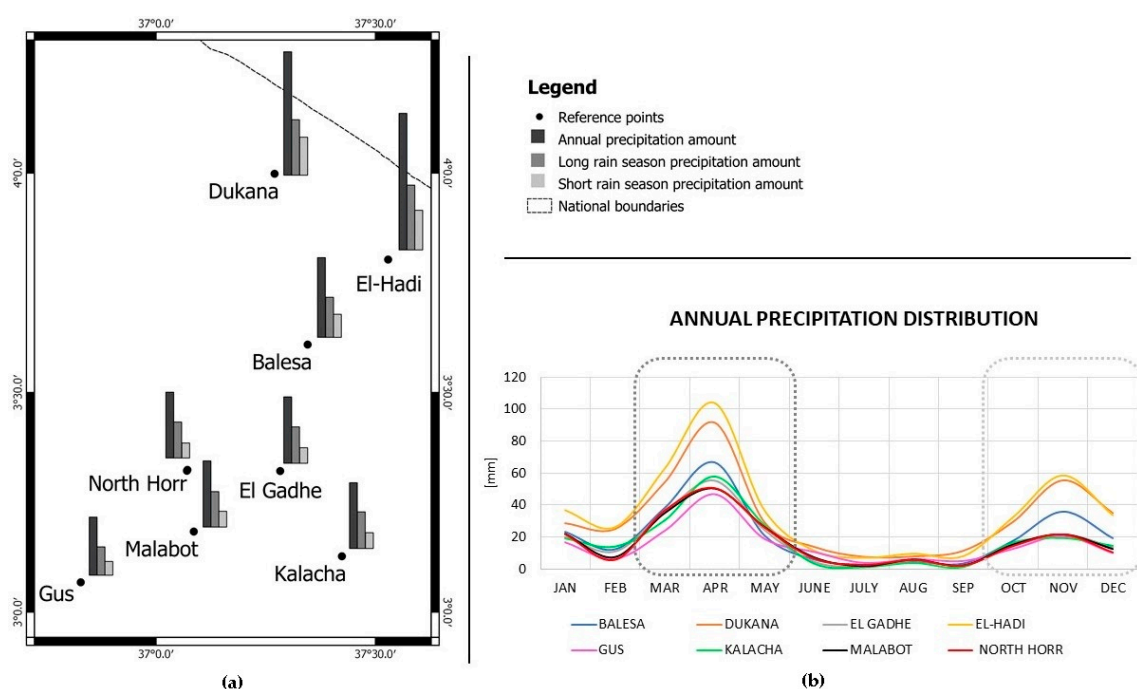 37°0.0'
37°30.0'
Dukana
4°0.0'
4°0.0'
El-Hadi
Balesa
3°30.0'
3°30.0'
North Horr
El Gadhe
Malabot
Kalacha
Gus
3°0.0'
3°0.0'
37°0.0'
37°30.0'
(a)
Legend
Reference points
Annual precipitation amount
Long rain season precipitation amount
Short rain season precipitation amount
National boundaries
ANNUAL PRECIPITATION DISTRIBUTION
120
100
80
60
40
20
0
[mm]
JAN FEB MAR APR MAY JUNE JULY AUG SEP OCT NOV DEC
BALESA DUKANA EL GADHE EL-HADI
GUS KALACHA MALABOT NORTH HORR
(b)